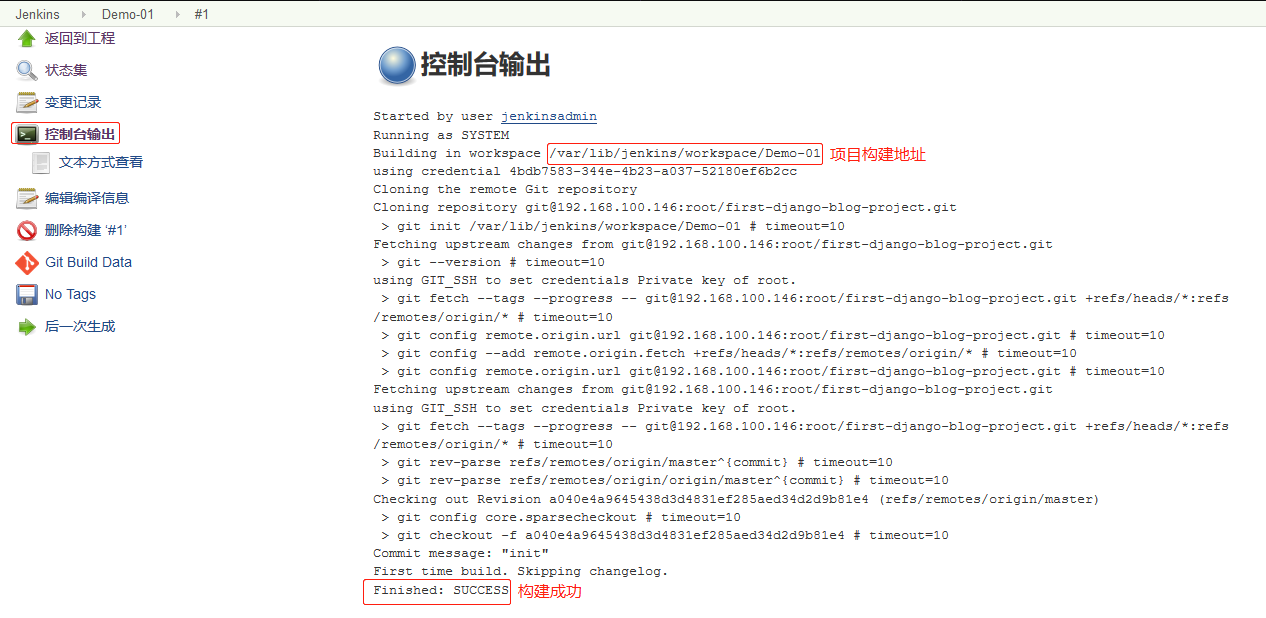 Jenkins Demo-01 #1
返回到工程
状态集
变更记录
控制台输出
文本方式查看
编辑编译信息
删除构建 ‘#1’
Git Build Data
No Tags
后一次生成
控制台输出
Started by user jenkinsadmin
Running as SYSTEM
Building in workspace /var/lib/jenkins/workspace/Demo-01 项目构建地址
using credential 4bdb7583-344e-4b23-a037-52180ef6b2cc
Cloning the remote Git repository
Cloning repository git@192.168.100.146:root/first-django-blog-project.git
> git init /var/lib/jenkins/workspace/Demo-01 # timeout=10
Fetching upstream changes from git@192.168.100.146:root/first-django-blog-project.git
> git --version # timeout=10
using GIT_SSH to set credentials Private key of root.
> git fetch --tags --progress -- git@192.168.100.146:root/first-django-blog-project.git +refs/heads/*:refs
/remotes/origin/* # timeout=10
> git config remote.origin.url git@192.168.100.146:root/first-django-blog-project.git # timeout=10
> git config --add remote.origin.fetch +refs/heads/*:refs/remotes/origin/* # timeout=10
> git config remote.origin.url git@192.168.100.146:root/first-django-blog-project.git # timeout=10
Fetching upstream changes from git@192.168.100.146:root/first-django-blog-project.git
using GIT_SSH to set credentials Private key of root.
> git fetch --tags --progress -- git@192.168.100.146:root/first-django-blog-project.git +refs/heads/*:refs
/remotes/origin/* # timeout=10
> git rev-parse refs/remotes/origin/master^{commit} # timeout=10
> git rev-parse refs/remotes/origin/origin/master^{commit} # timeout=10
Checking out Revision a040e4a9645438d3d4831ef285aed34d2d9b81e4 (refs/remotes/origin/master)
> git config core.sparsecheckout # timeout=10
> git checkout -f a040e4a9645438d3d4831ef285aed34d2d9b81e4 # timeout=10
Commit message: "init"
First time build. Skipping changelog.
Finished: SUCCESS 构建成功